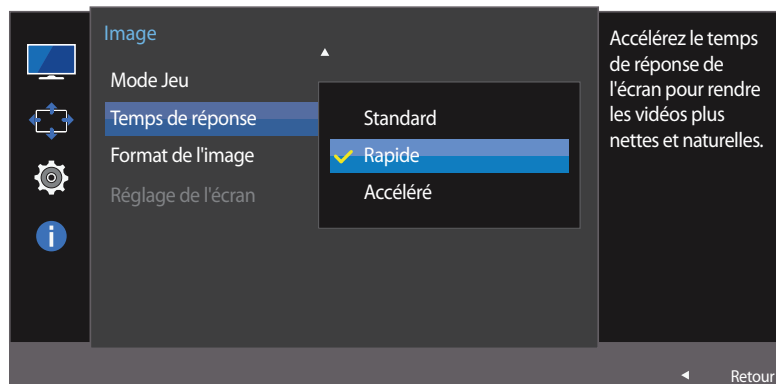 Image
Mode Jeu
Temps de réponse
Format de l'image
Réglage de l'écran
Standard
Rapide
Accéléré
Accélérez le temps
de réponse de
l'écran pour rendre
les vidéos plus
nettes et naturelles.
Retour